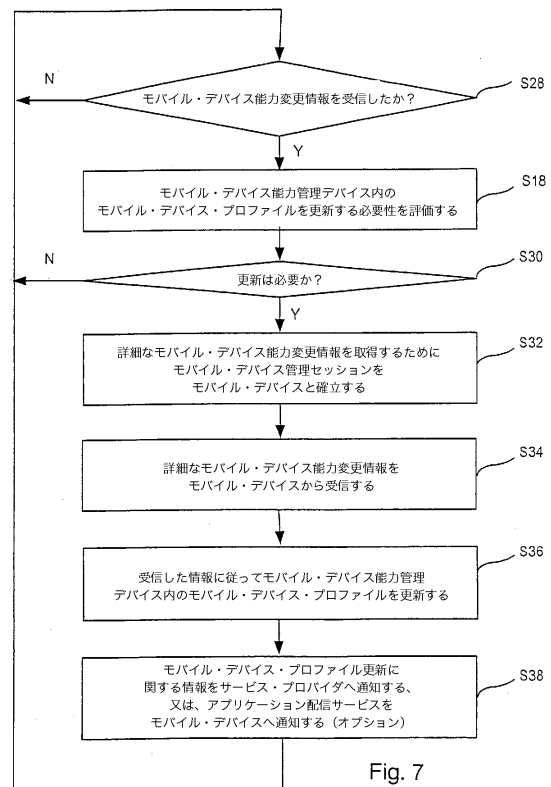 N
モバイル・デバイス能力変更情報を受信したか？
S28
Y
モバイル・デバイス能力管理デバイス内の
モバイル・デバイス・プロファイルを更新する必要性を評価する
S18
N
更新は必要か？
S30
Y
詳細なモバイル・デバイス能力変更情報を取得するために
モバイル・デバイス管理セッションを
モバイル・デバイスと確立する
S32
詳細なモバイル・デバイス能力変更情報を
モバイル・デバイスから受信する
S34
受信した情報に従ってモバイル・デバイス能力管理
デバイス内のモバイル・デバイス・プロファイルを更新する
S36
モバイル・デバイス・プロファイル更新に
関する情報をサービス・プロバイダへ通知する、
又は、アプリケーション配信サービスを
モバイル・デバイスへ通知する（オプション）
S38
Fig. 7